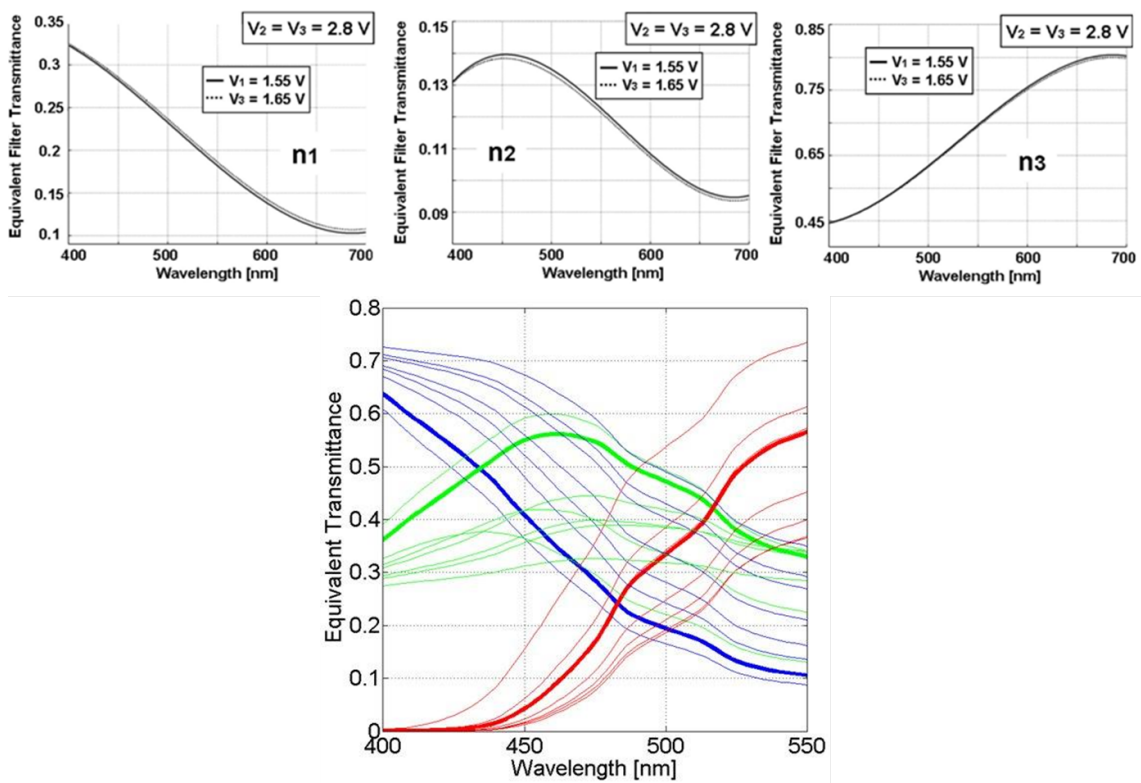 Equivalent Filter Transmittance
0.35
0.3
0.25
0.2
0.15
0.1
V2 = V3 = 2.8 V
V1 = 1.55 V
V3 = 1.65 V
n1
400
500
600
700
Wavelength [nm]
Equivalent Filter Transmittance
0.15
0.13
0.11
0.09
V2 = V3 = 2.8 V
V1 = 1.55 V
V3 = 1.65 V
n2
400
500
600
700
Wavelength [nm]
Equivalent Filter Transmittance
0.85
0.75
0.65
0.45
V2 = V3 = 2.8 V
V1 = 1.55 V
V3 = 1.65 V
n3
400
500
600
700
Wavelength [nm]
Equivalent Transmittance
0.8
0.7
0.6
0.5
0.4
0.3
0.2
0.1
0
400
450
500
550
Wavelength [nm]